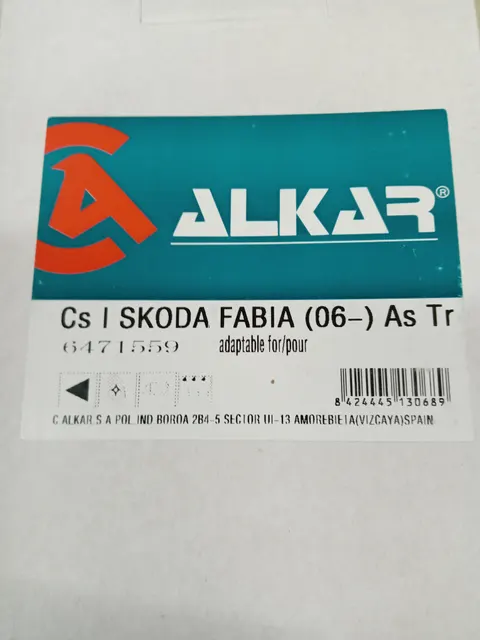 ALKAR®
Cs I SKODA FABIA (06-) As Tr
6471559
adaptable for/pour
8 424445 130689
C ALKAR S A POL.IND BOROA 2B4-5 SECTOR UI-13 AMOREBIETA(VIZCAYA)SPAIN